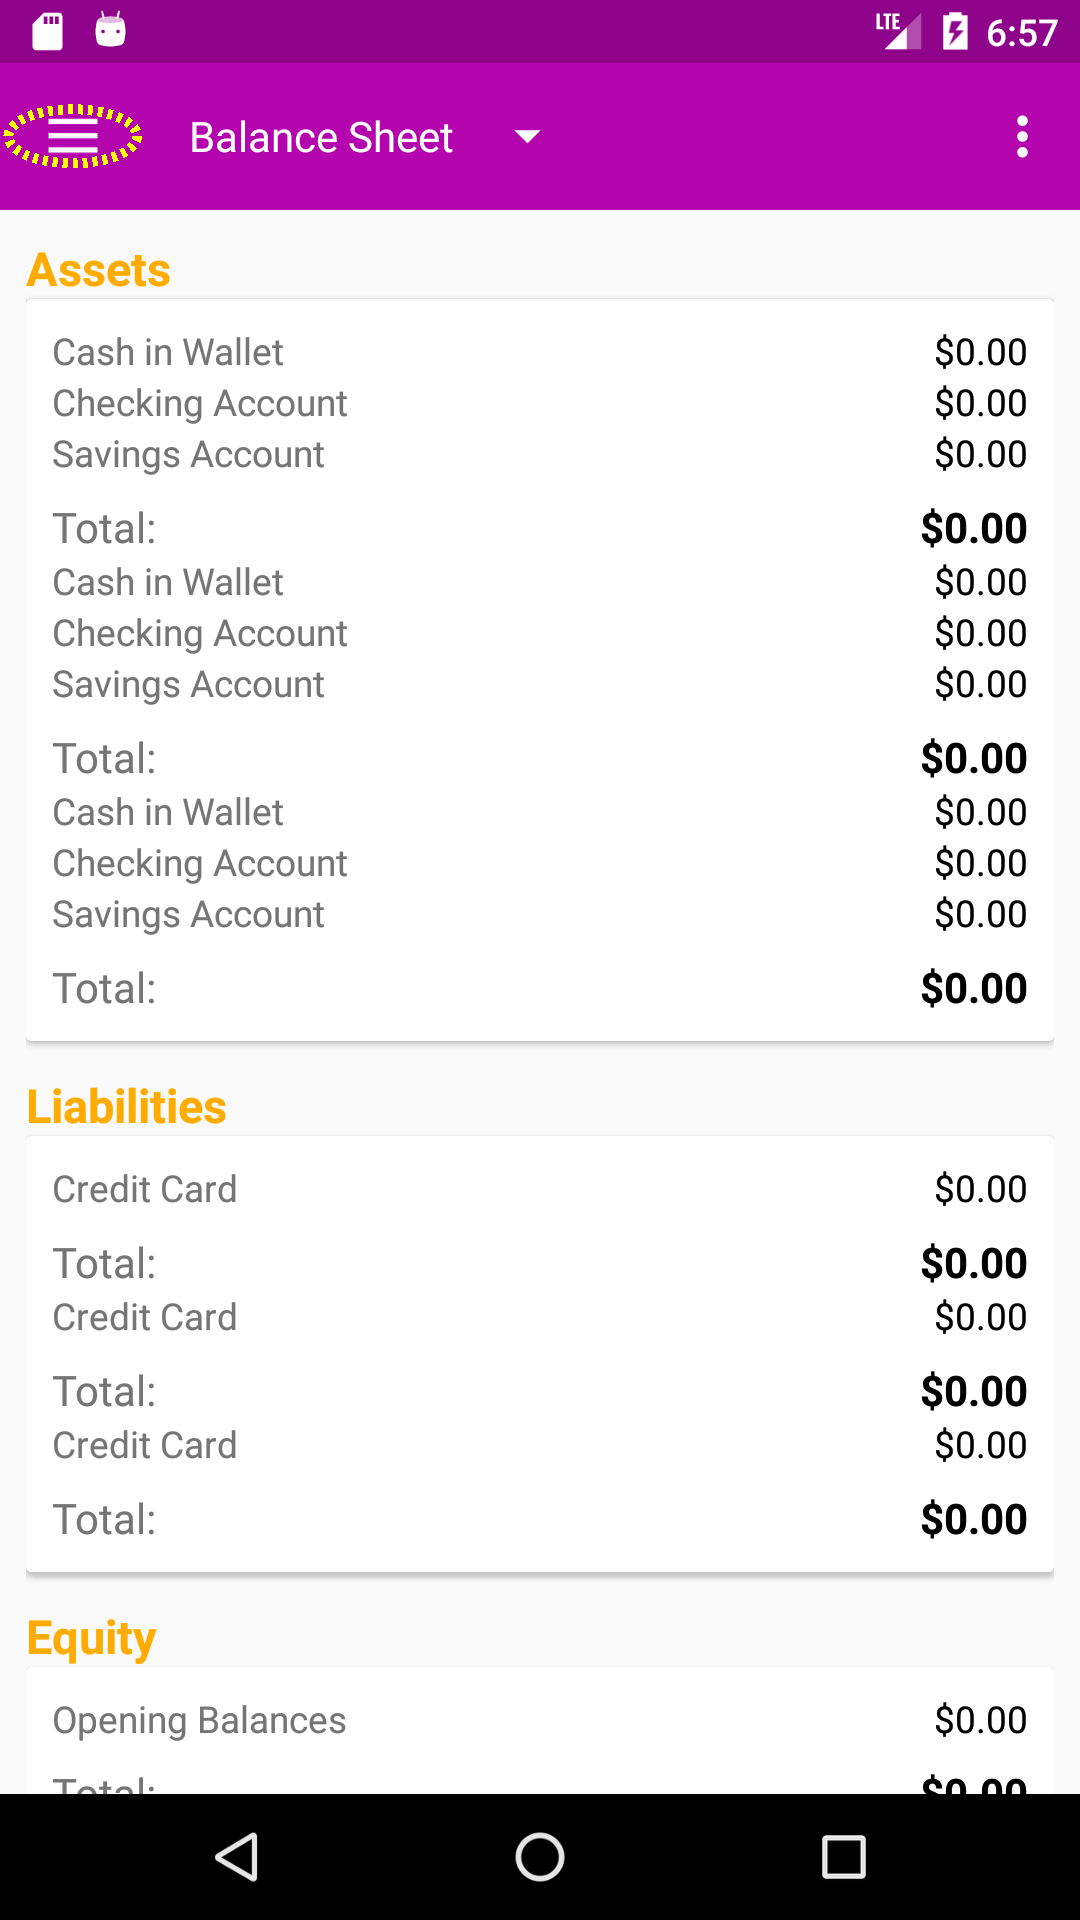 LTE 6:57
Balance Sheet
Assets
Cash in Wallet $0.00
Checking Account $0.00
Savings Account $0.00
Total: $0.00
Cash in Wallet $0.00
Checking Account $0.00
Savings Account $0.00
Total: $0.00
Cash in Wallet $0.00
Checking Account $0.00
Savings Account $0.00
Total: $0.00
Liabilities
Credit Card $0.00
Total: $0.00
Credit Card $0.00
Total: $0.00
Credit Card $0.00
Total: $0.00
Equity
Opening Balances $0.00
Total: $0.00